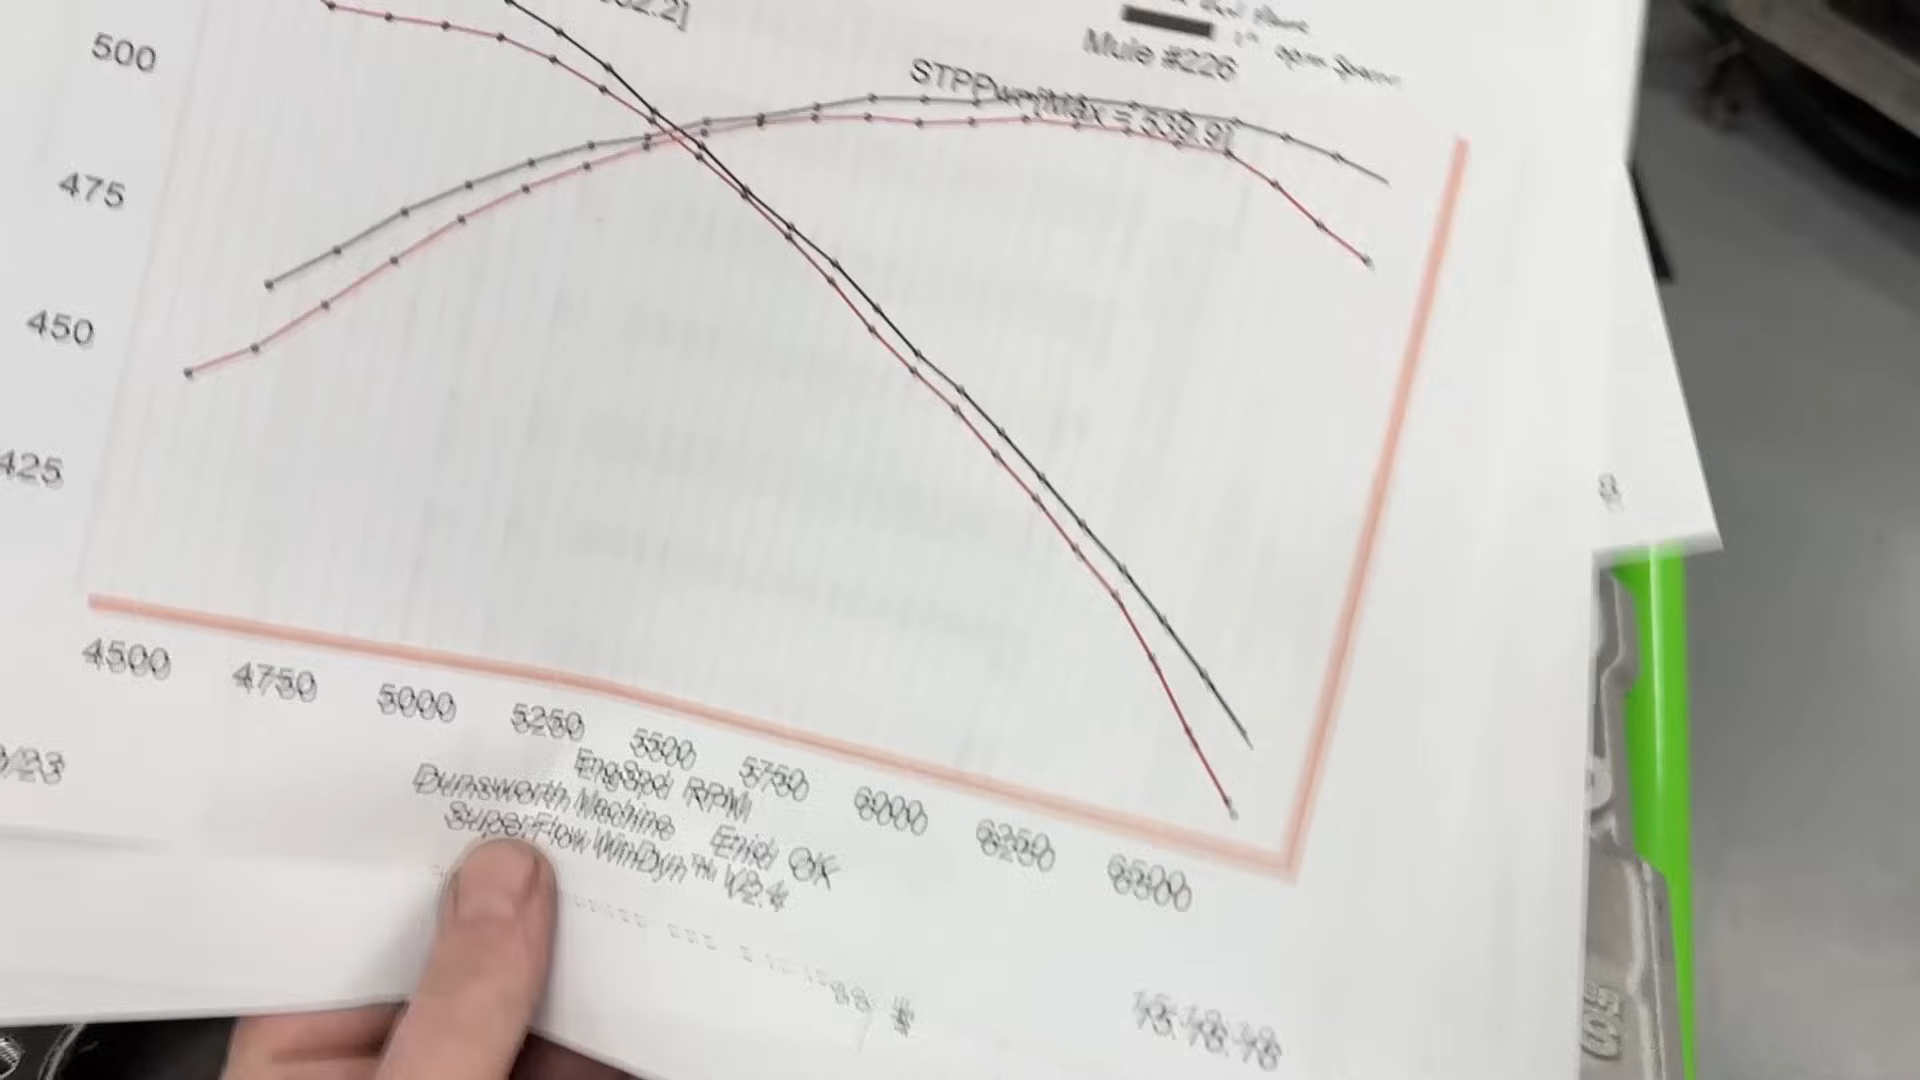 Mule #226
500
STPPwr[Max = 539.9]
475
450
425
4500 4750 5000 5250 5500 5750 6000 6250 6500
EngSpd RPM
/23
Dunsworth Machine Enid OK
SuperFlow WinDyn™ V2.4